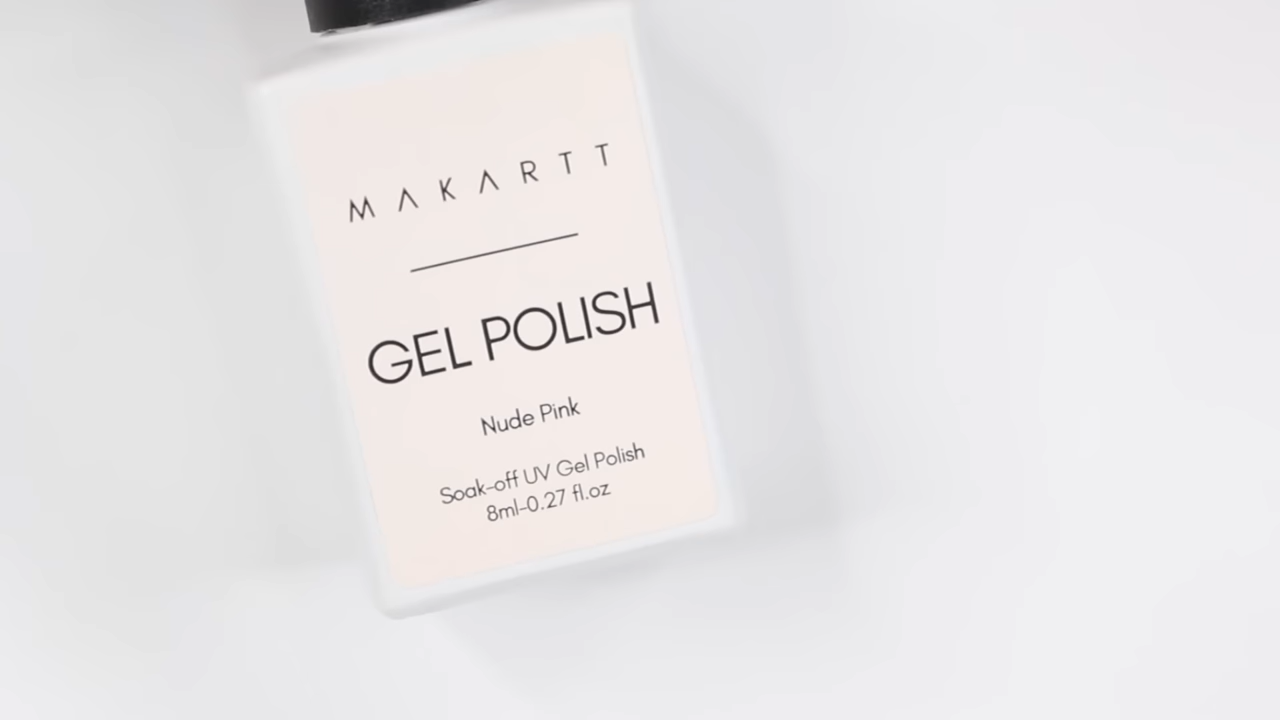 MAKARTT
GEL POLISH
Nude Pink
Soak-off UV Gel Polish
8ml-0.27 fl.oz